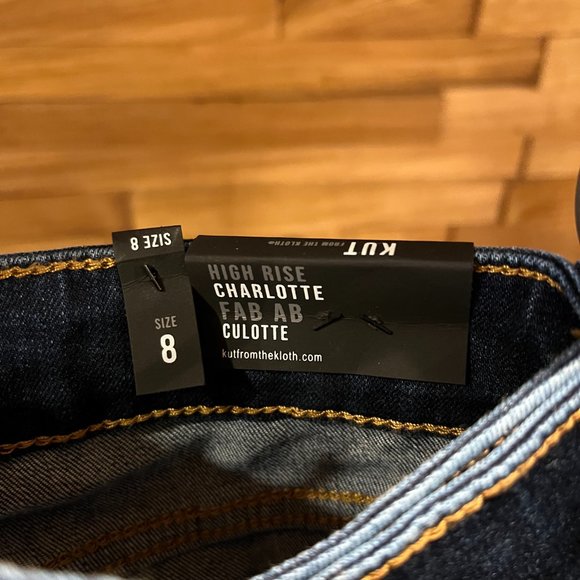 SIZE 8
SIZE
8
KUT
FROM THE KLOTH®
HIGH RISE
CHARLOTTE
FAB AB
CULOTTE
kutfromthekloth.com